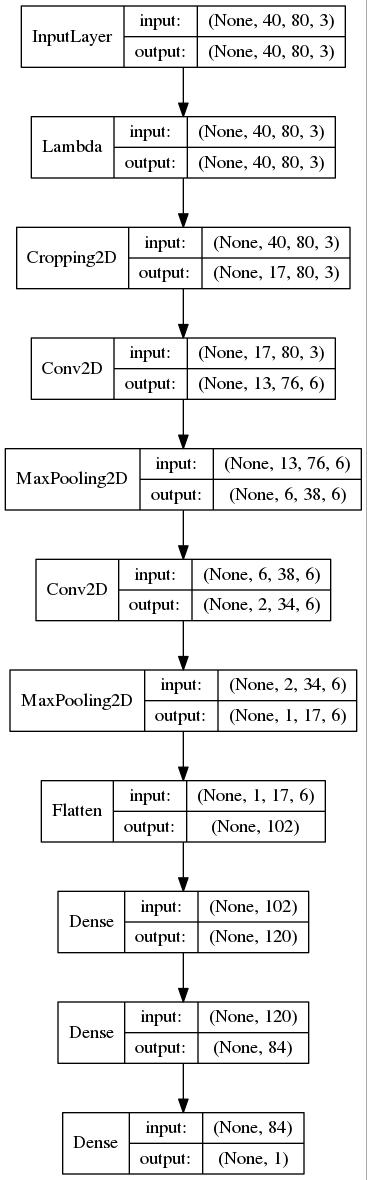 InputLayer input: (None, 40, 80, 3)
output: (None, 40, 80, 3)
Lambda input: (None, 40, 80, 3)
output: (None, 40, 80, 3)
Cropping2D input: (None, 40, 80, 3)
output: (None, 17, 80, 3)
Conv2D input: (None, 17, 80, 3)
output: (None, 13, 76, 6)
MaxPooling2D input: (None, 13, 76, 6)
output: (None, 6, 38, 6)
Conv2D input: (None, 6, 38, 6)
output: (None, 2, 34, 6)
MaxPooling2D input: (None, 2, 34, 6)
output: (None, 1, 17, 6)
Flatten input: (None, 1, 17, 6)
output: (None, 102)
Dense input: (None, 102)
output: (None, 120)
Dense input: (None, 120)
output: (None, 84)
Dense input: (None, 84)
output: (None, 1)